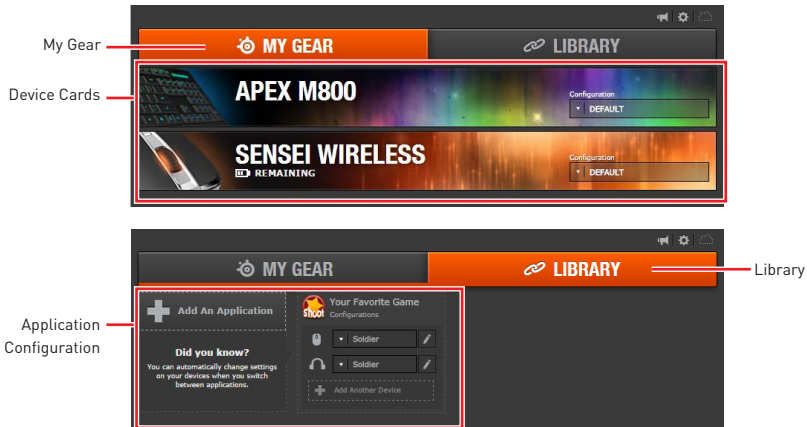 My Gear
MY GEAR
LIBRARY
Device Cards
APEX M800
Configuration
DEFAULT
SENSEI WIRELESS
REMAINING
Configuration
DEFAULT
MY GEAR
LIBRARY
Library
Application
Configuration
Add An Application
Did you know?
You can automatically change settings
on your devices when you switch
between applications.
shoot
Your Favorite Game
Configurations
Soldier
Soldier
Add Another Device